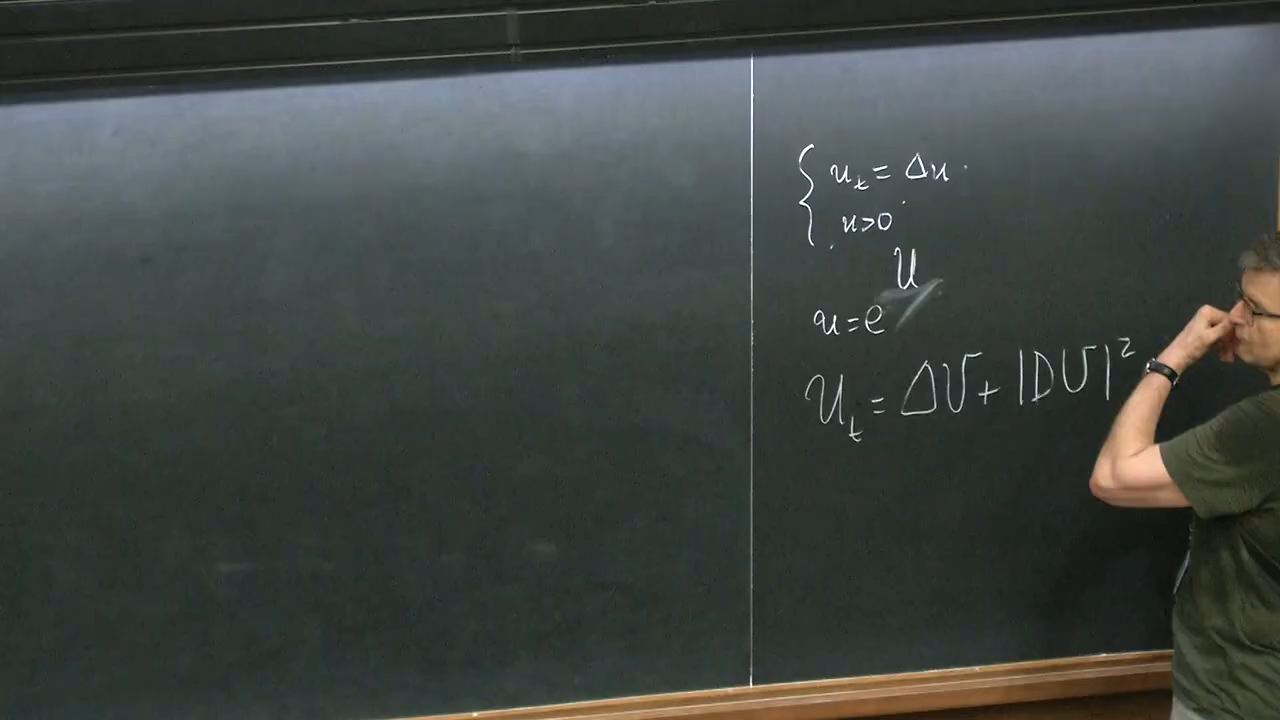 { u_t = Δu
u>0
u = e^U
U_t = ΔU + |DU|²